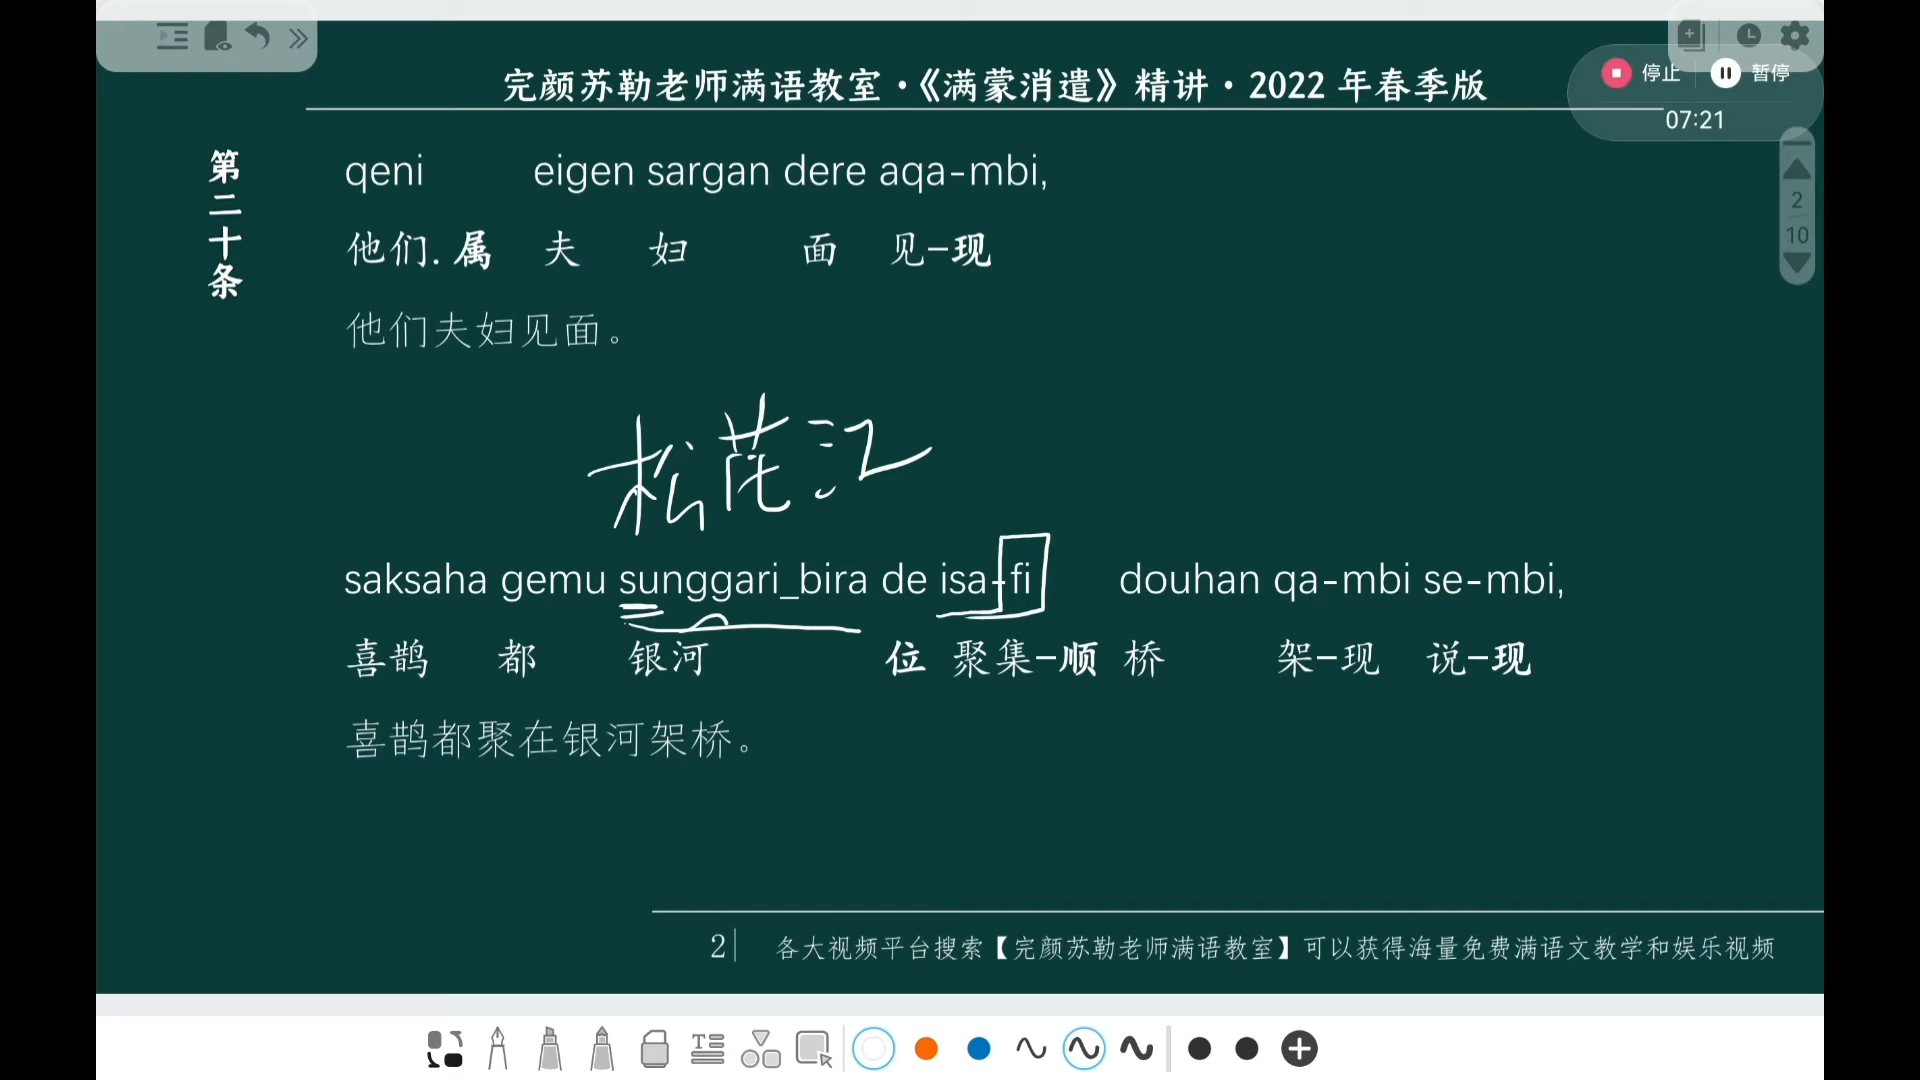 完颜苏勒老师满语教室·《满蒙消遣》精讲·2022 年春季版
停止 暂停
07:21
第二十条
2
10
qeni eigen sargan dere aqa-mbi,
他们.属 夫 妇 面 见-现
他们夫妇见面。
松花江
saksaha gemu sunggari_bira de isa-fi douhan qa-mbi se-mbi,
喜鹊 都 银河 位 聚集-顺 桥 架-现 说-现
喜鹊都聚在银河架桥。
2 各大视频平台搜索【完颜苏勒老师满语教室】可以获得海量免费满语文教学和娱乐视频